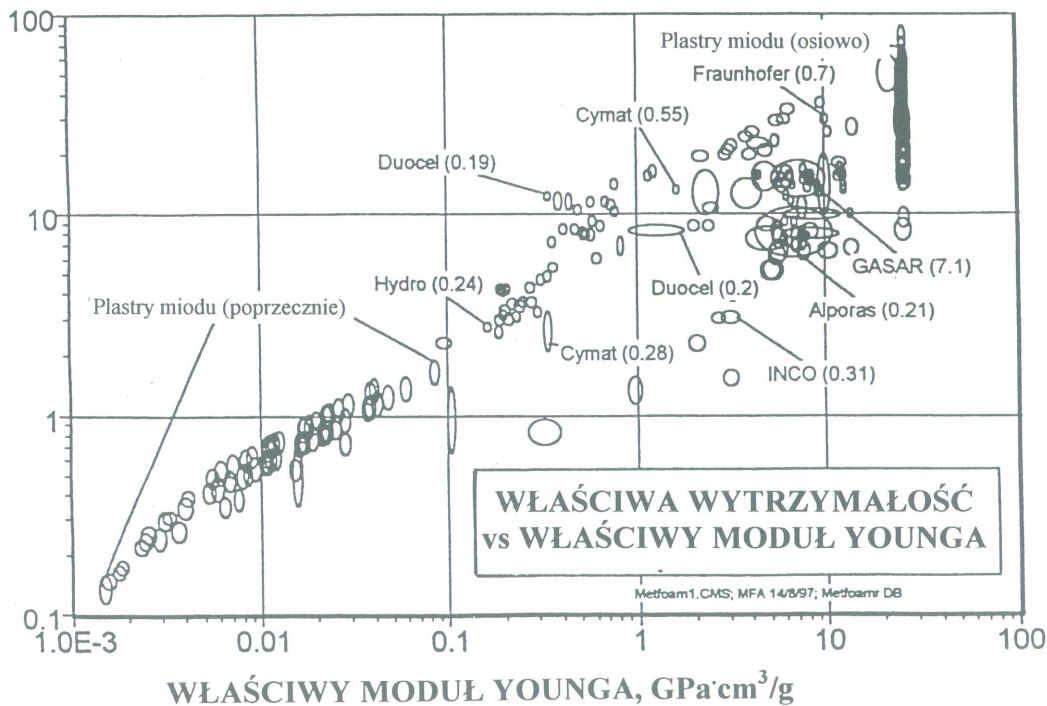 100
Plastry miodu (osiowo)
Fraunhofer (0.7)
Cymat (0.55)
Duocel (0.19)
10
GASAR (7.1)
Hydro (0.24)
Duocel (0.2)
Plastry miodu (poprzecznie)
Alporas (0.21)
Cymat (0.28)
INCO (0.31)
1
WŁAŚCIWA WYTRZYMAŁOŚĆ
vs WŁAŚCIWY MODUŁ YOUNGA
Metfoam1.CMS; MFA 14/8/97; Metfoamr DB
0.1
1.0E-3 0.01 0.1 1 10 100
WŁAŚCIWY MODUŁ YOUNGA, GPa·cm³/g